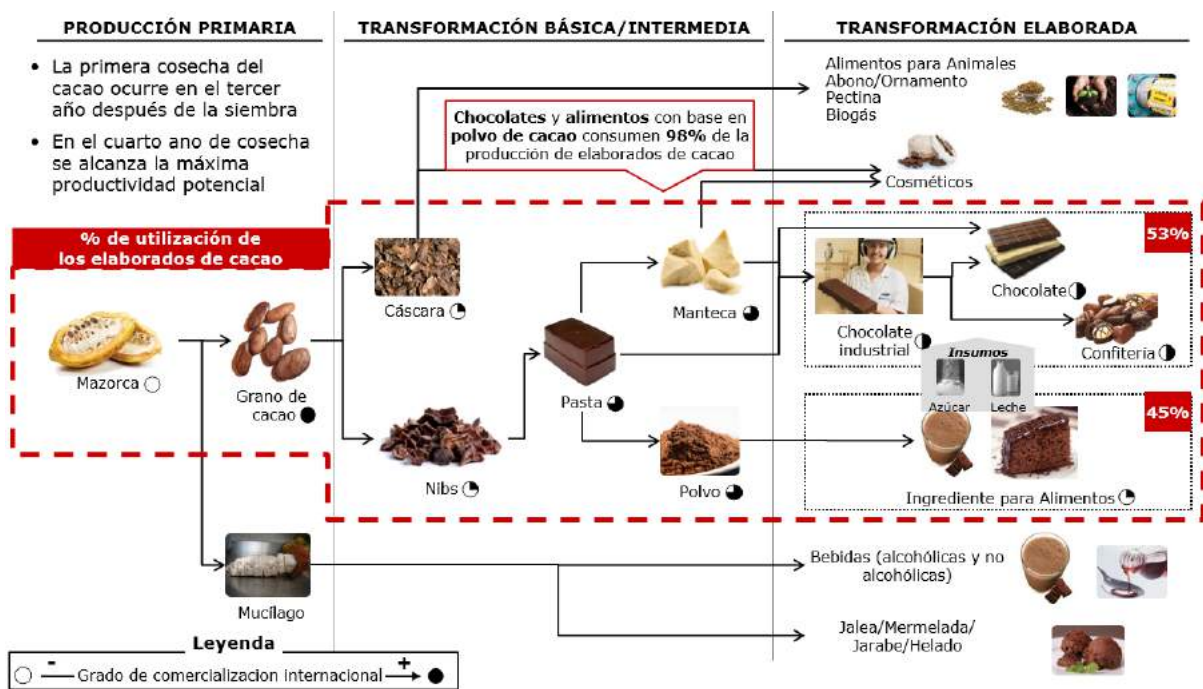 PRODUCCIÓN PRIMARIA
TRANSFORMACIÓN BÁSICA/INTERMEDIA
TRANSFORMACIÓN ELABORADA
• La primera cosecha del
cacao ocurre en el tercer
año después de la siembra
• En el cuarto ano de cosecha
se alcanza la máxima
productividad potencial
Chocolates y alimentos con base en
polvo de cacao consumen 98% de la
producción de elaborados de cacao
Alimentos para Animales
Abono/Ornamento
Pectina
Biogás
Cosméticos
% de utilización de
los elaborados de cacao
53%
Mazorca
Grano de
cacao
Cáscara
Nibs
Pasta
Manteca
Polvo
Chocolate
industrial
Chocolate
Confitería
Insumos
Azúcar
Leche
45%
Ingrediente para Alimentos
Mucílago
Bebidas (alcohólicas y no
alcohólicas)
Jalea/Mermelada/
Jarabe/Helado
Leyenda
- +
Grado de comercializacion internacional